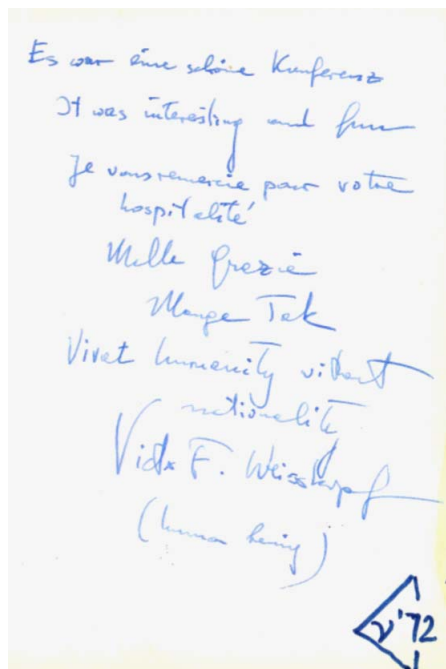 Es war eine schöne Konferenz
It was interesting and fun
Je vous remercie pour votre
hospitalité
Mille grazie
Mange Tak
Vivat humanity without
nationality
Victor F. Weisskopf
(human being)
ν'72